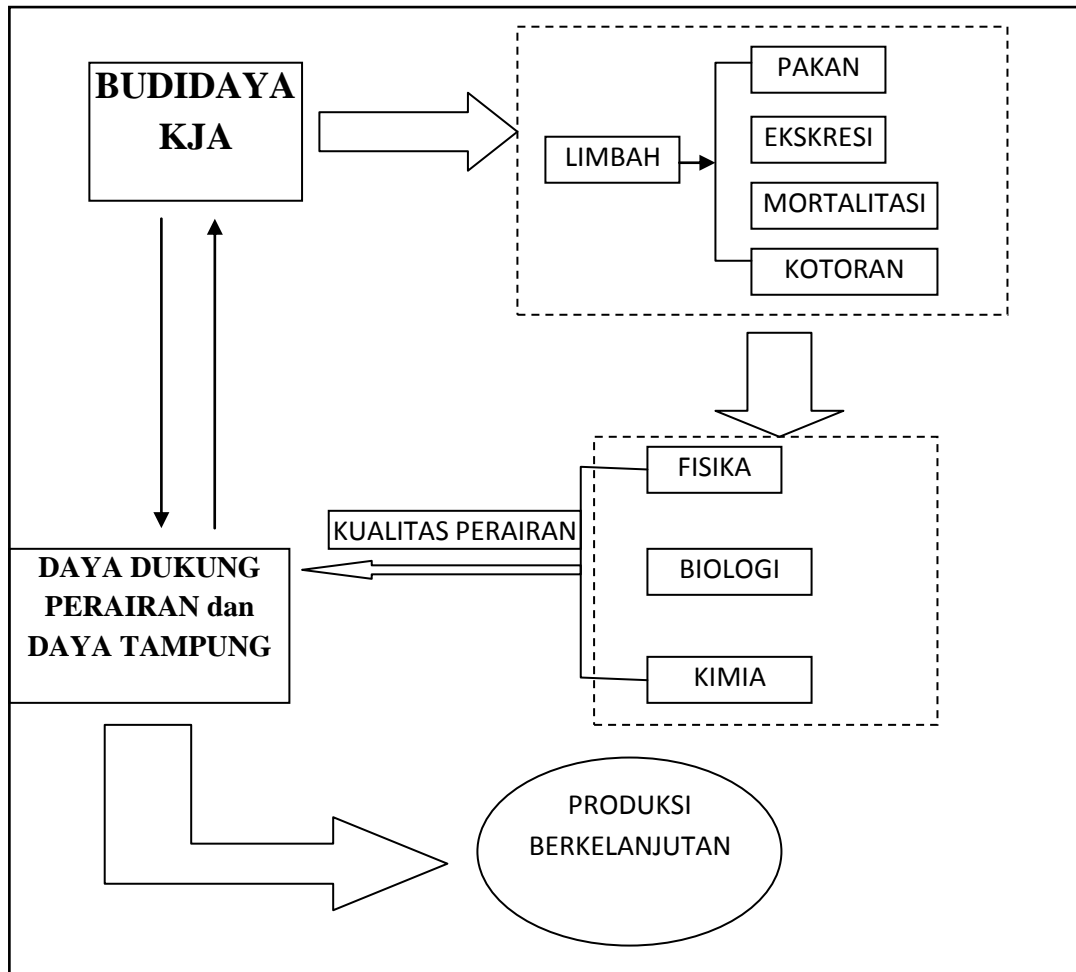 BUDIDAYA
KJA
LIMBAH
PAKAN
EKSKRESI
MORTALITASI
KOTORAN
FISIKA
BIOLOGI
KIMIA
KUALITAS PERAIRAN
DAYA DUKUNG
PERAIRAN dan
DAYA TAMPUNG
PRODUKSI
BERKELANJUTAN